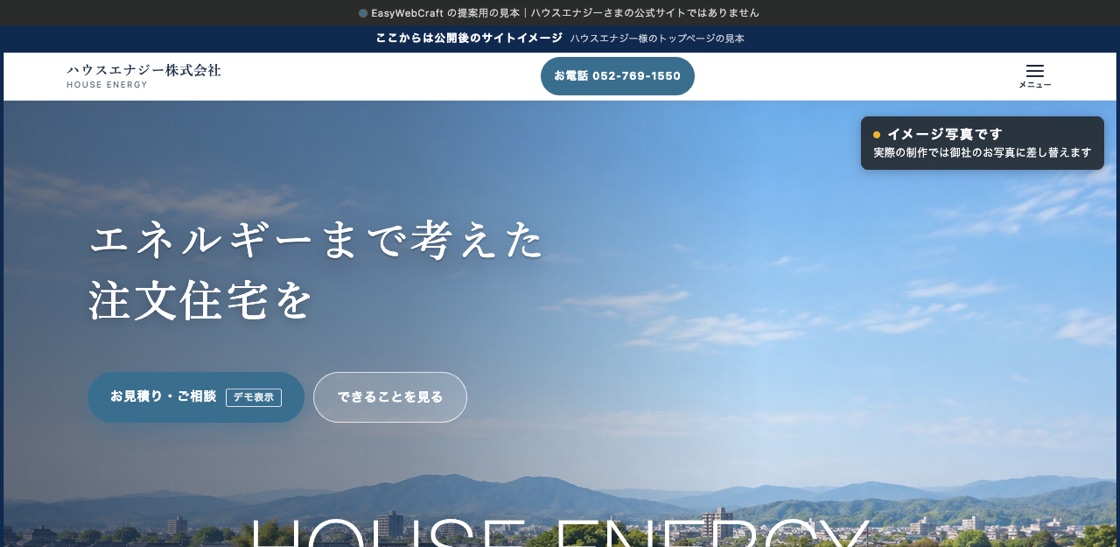 EasyWebCraft の提案用の見本｜ハウスエナジーさまの公式サイトではありません
ここからは公開後のサイトイメージ ハウスエナジー様のトップページの見本
ハウスエナジー株式会社
HOUSE ENERGY
お電話 052-769-1550
メニュー
イメージ写真です
実際の制作では御社のお写真に差し替えます
エネルギーまで考えた
注文住宅を
お見積り・ご相談 デモ表示
できることを見る
HOUSE ENERGY